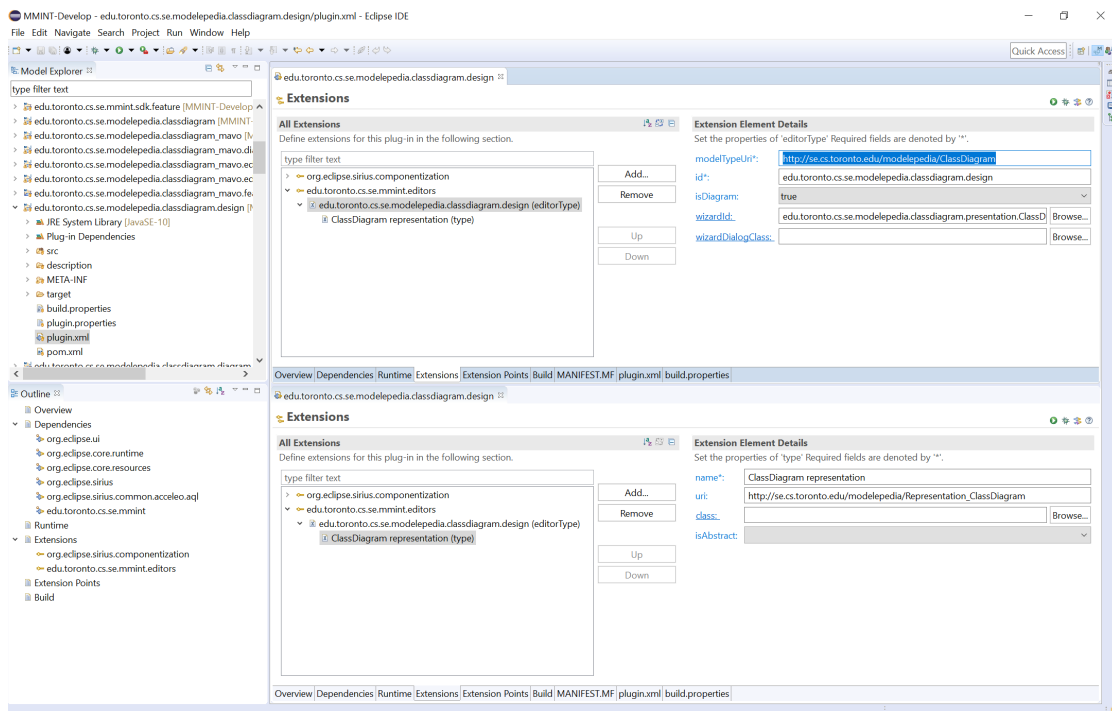 MMINT-Develop - edu.toronto.cs.se.modelepedia.classdiagram.design/plugin.xml - Eclipse IDE
File Edit Navigate Search Project Run Window Help
Quick Access
Model Explorer
type filter text
edu.toronto.cs.se.mmint.sdk.feature [MMINT-Develop
edu.toronto.cs.se.modelepedia.classdiagram [MMINT-
edu.toronto.cs.se.modelepedia.classdiagram_mavo [M
edu.toronto.cs.se.modelepedia.classdiagram_mavo.di
edu.toronto.cs.se.modelepedia.classdiagram_mavo.ec
edu.toronto.cs.se.modelepedia.classdiagram_mavo.ec
edu.toronto.cs.se.modelepedia.classdiagram_mavo.fe
edu.toronto.cs.se.modelepedia.classdiagram.design [M
JRE System Library [JavaSE-10]
Plug-in Dependencies
src
description
META-INF
target
build.properties
plugin.properties
plugin.xml
pom.xml
edu.toronto.cs.se.modelepedia.classdiagram.diagram
Outline
Overview
Dependencies
org.eclipse.ui
org.eclipse.core.runtime
org.eclipse.core.resources
org.eclipse.sirius
org.eclipse.sirius.common.acceleo.aql
edu.toronto.cs.se.mmint
Runtime
Extensions
org.eclipse.sirius.componentization
edu.toronto.cs.se.mmint.editors
Extension Points
Build
edu.toronto.cs.se.modelepedia.classdiagram.design
Extensions
All Extensions
Define extensions for this plug-in in the following section.
type filter text
org.eclipse.sirius.componentization
edu.toronto.cs.se.mmint.editors
edu.toronto.cs.se.modelepedia.classdiagram.design (editorType)
ClassDiagram representation (type)
Add...
Remove
Up
Down
Extension Element Details
Set the properties of 'editorType' Required fields are denoted by '*'.
modelTypeUri*: http://se.cs.toronto.edu/modelepedia/ClassDiagram
id*: edu.toronto.cs.se.modelepedia.classdiagram.design
isDiagram: true
wizardId: edu.toronto.cs.se.modelepedia.classdiagram.presentation.ClassD Browse...
wizardDialogClass: Browse...
Overview Dependencies Runtime Extensions Extension Points Build MANIFEST.MF plugin.xml build.properties
edu.toronto.cs.se.modelepedia.classdiagram.design
Extensions
All Extensions
Define extensions for this plug-in in the following section.
type filter text
org.eclipse.sirius.componentization
edu.toronto.cs.se.mmint.editors
edu.toronto.cs.se.modelepedia.classdiagram.design (editorType)
ClassDiagram representation (type)
Add...
Remove
Up
Down
Extension Element Details
Set the properties of 'type' Required fields are denoted by '*'.
name*: ClassDiagram representation
uri: http://se.cs.toronto.edu/modelepedia/Representation_ClassDiagram
class: Browse...
isAbstract:
Overview Dependencies Runtime Extensions Extension Points Build MANIFEST.MF plugin.xml build.properties